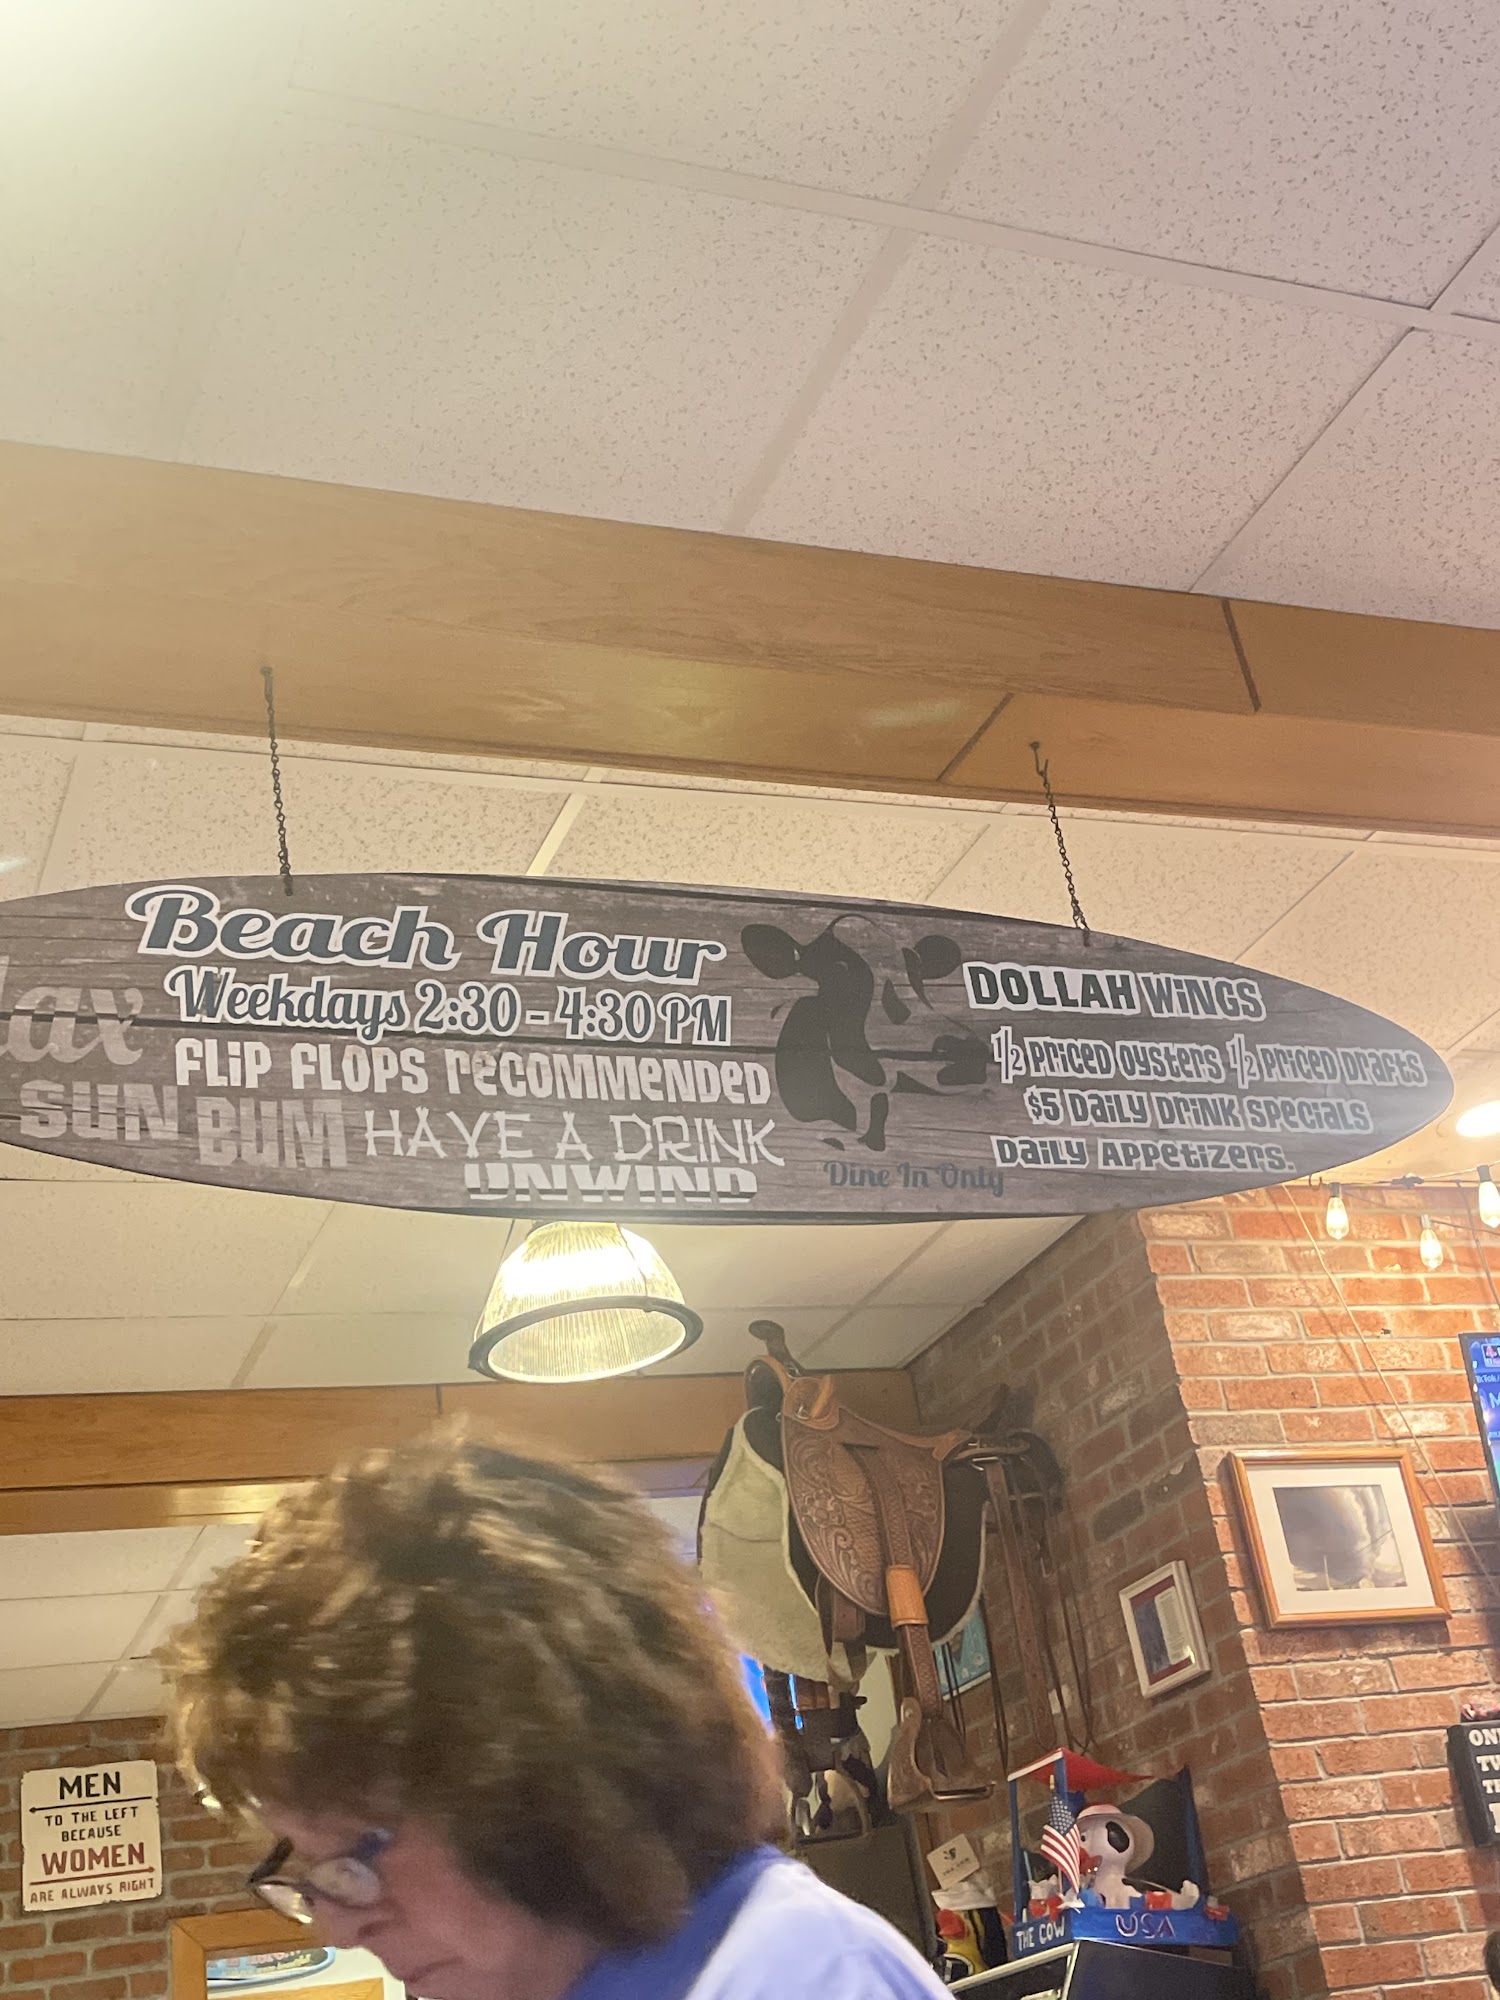 Beach Hour
Weekdays 2:30 - 4:30 PM
FLIP FLOPS recommended
SUN BUM HAVE A DRINK
UNWIND
DOLLAH WINGS
1/2 PRICED OYSTERS 1/2 PRICED DRAFTS
$5 DAILY DRINK SPECIALS
DAILY APPETIZERS.
Dine In Only
MEN
TO THE LEFT
BECAUSE
WOMEN
ARE ALWAYS RIGHT
THE COW
USA